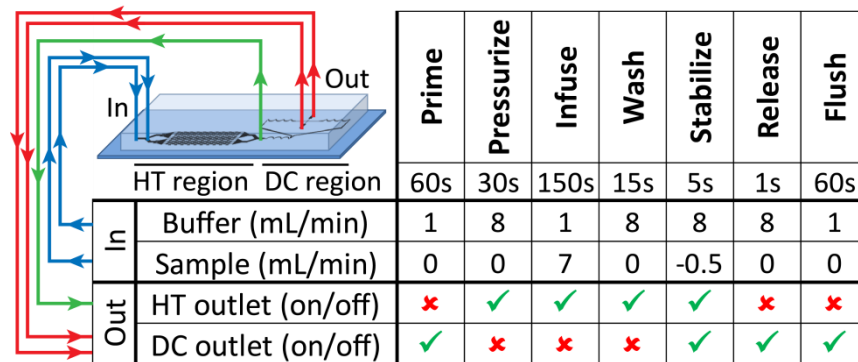 In
Out
HT region
DC region
Prime
Pressurize
Infuse
Wash
Stabilize
Release
Flush
60s 30s 150s 15s 5s 1s 60s
In
Buffer (mL/min) 1 8 1 8 8 8 1
Sample (mL/min) 0 0 7 0 -0.5 0 0
Out
HT outlet (on/off) ✘ ✓ ✓ ✓ ✓ ✘ ✘
DC outlet (on/off) ✓ ✘ ✘ ✘ ✓ ✓ ✓